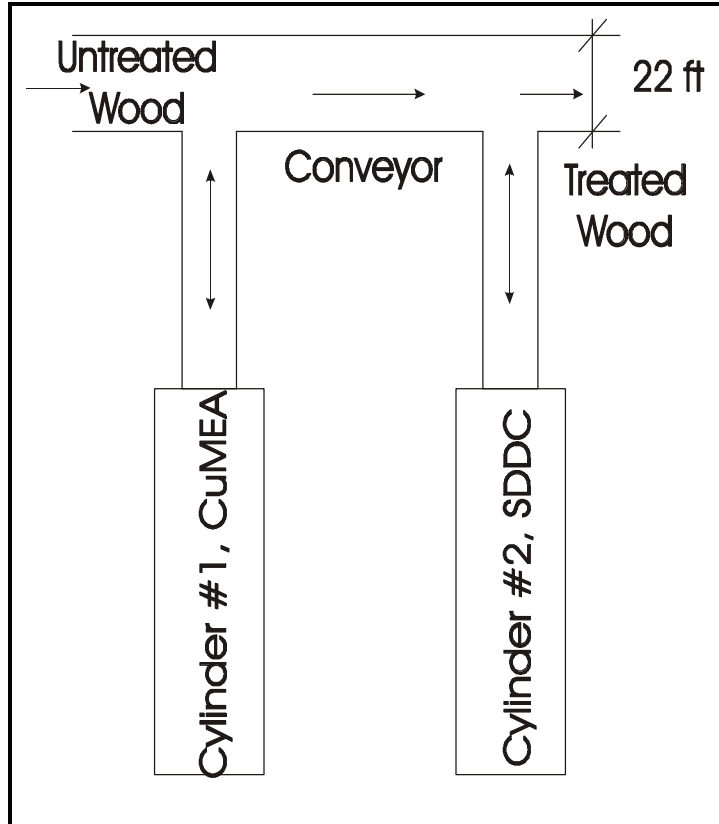 Untreated
Wood
22 ft
Conveyor
Treated
Wood
Cylinder #1, CuMEA
Cylinder #2, SDDC